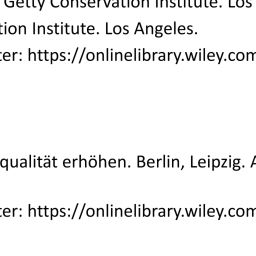 Getty Conservation Institute. Los
tion Institute. Los Angeles.
ter: https://onlinelibrary.wiley.com
qualität erhöhen. Berlin, Leipzig. A
ter: https://onlinelibrary.wiley.com